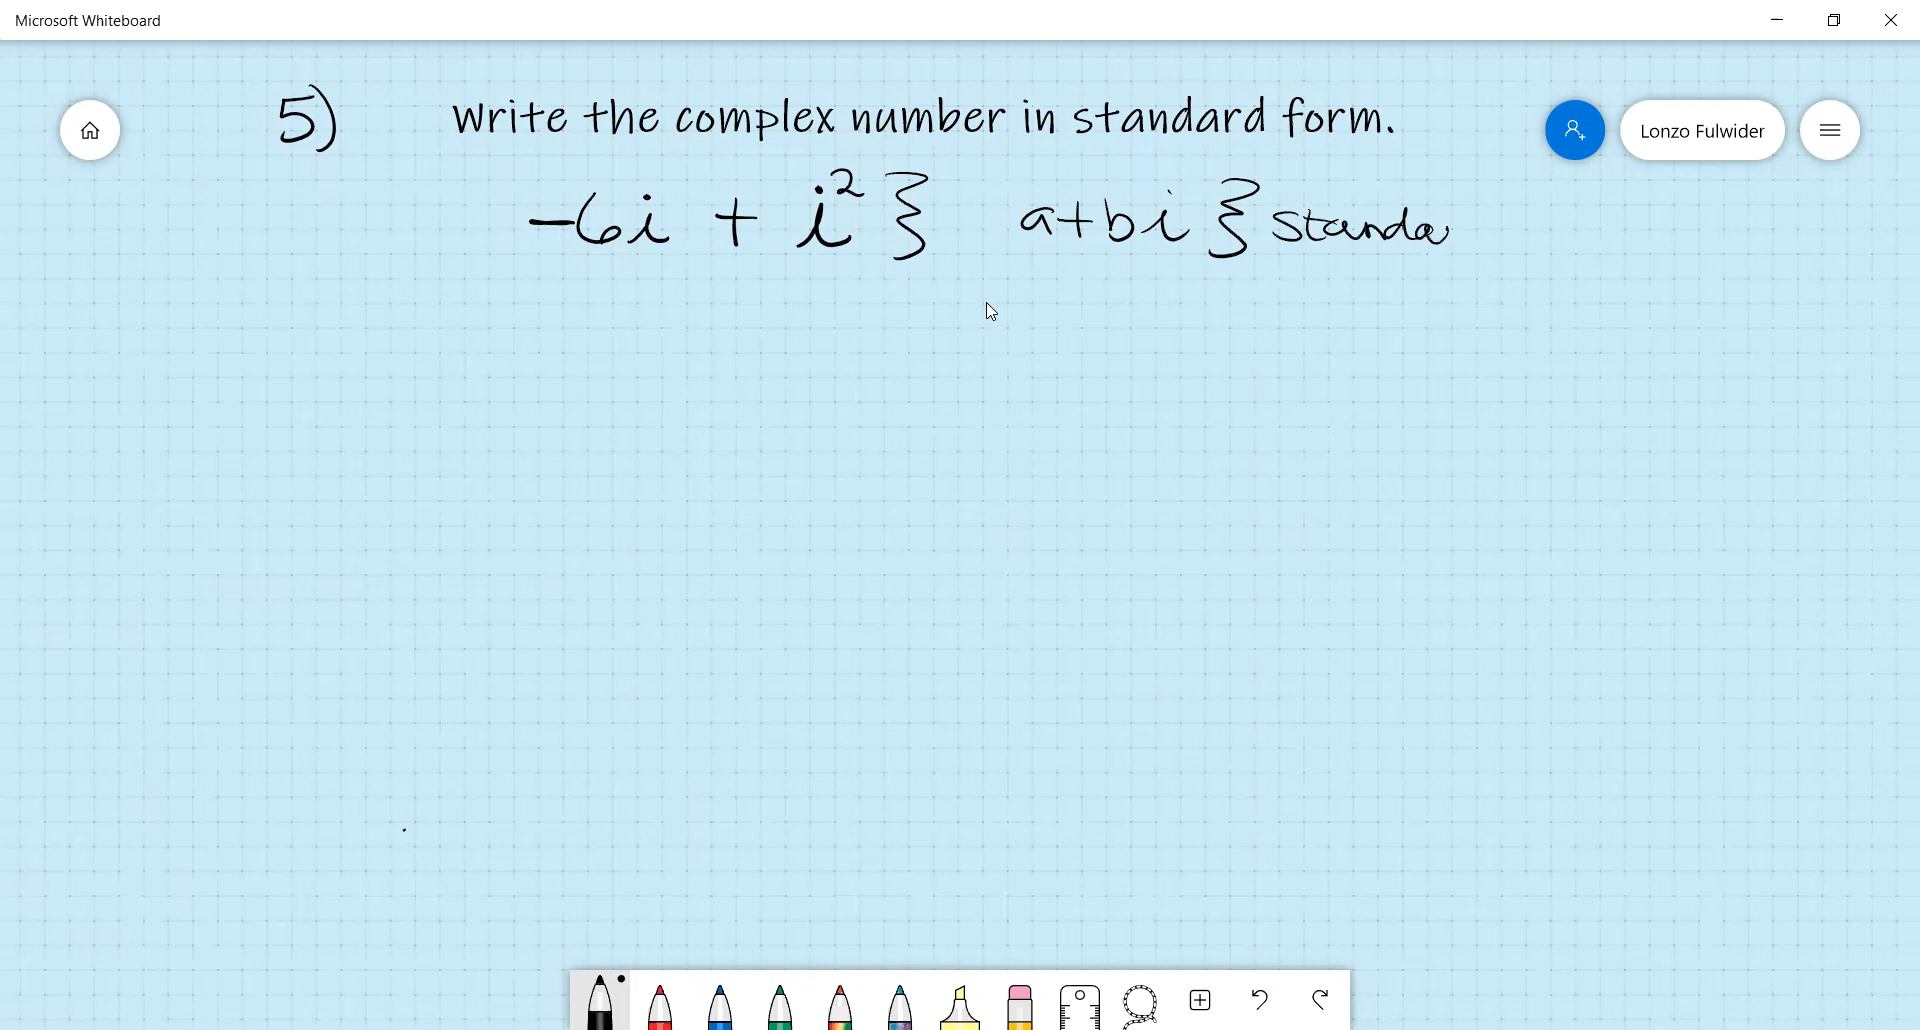 Microsoft Whiteboard
5) Write the complex number in standard form.
Lonzo Fulwider
-6i + i² } a+bi } standa